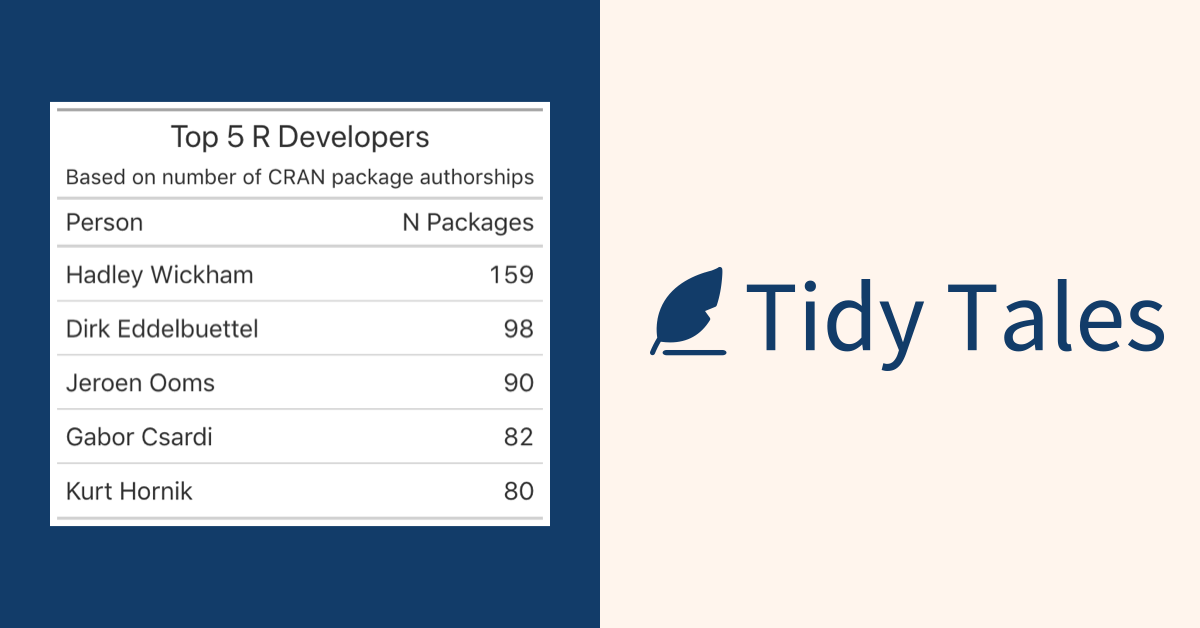 Top 5 R Developers
Based on number of CRAN package authorships
Person N Packages
Hadley Wickham 159
Dirk Eddelbuettel 98
Jeroen Ooms 90
Gabor Csardi 82
Kurt Hornik 80
Tidy Tales